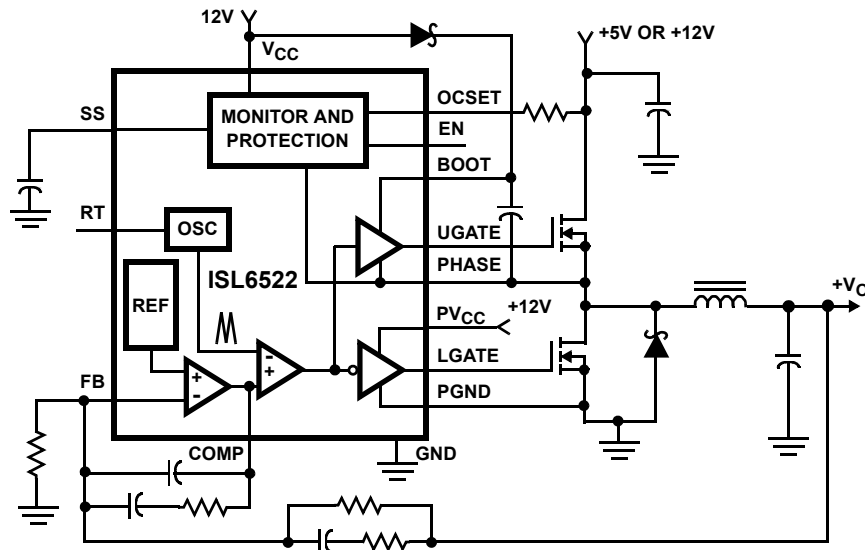 12V
+5V OR +12V
VCC
SS
MONITOR AND
PROTECTION
OCSET
EN
BOOT
RT
OSC
UGATE
ISL6522
PHASE
REF
+12V
+VO
PVCC
-
+
LGATE
FB
+
-
PGND
COMP
GND